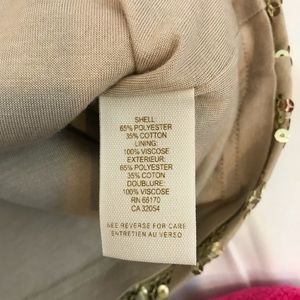 SHELL:
65% POLYESTER
35% COTTON
LINING:
100% VISCOSE
EXTERIEUR:
65% POLYESTER
35% COTON
DOUBLURE:
100% VISCOSE
RN 66170
CA 32054
SEE REVERSE FOR CARE
ENTRETIEN AU VERSO